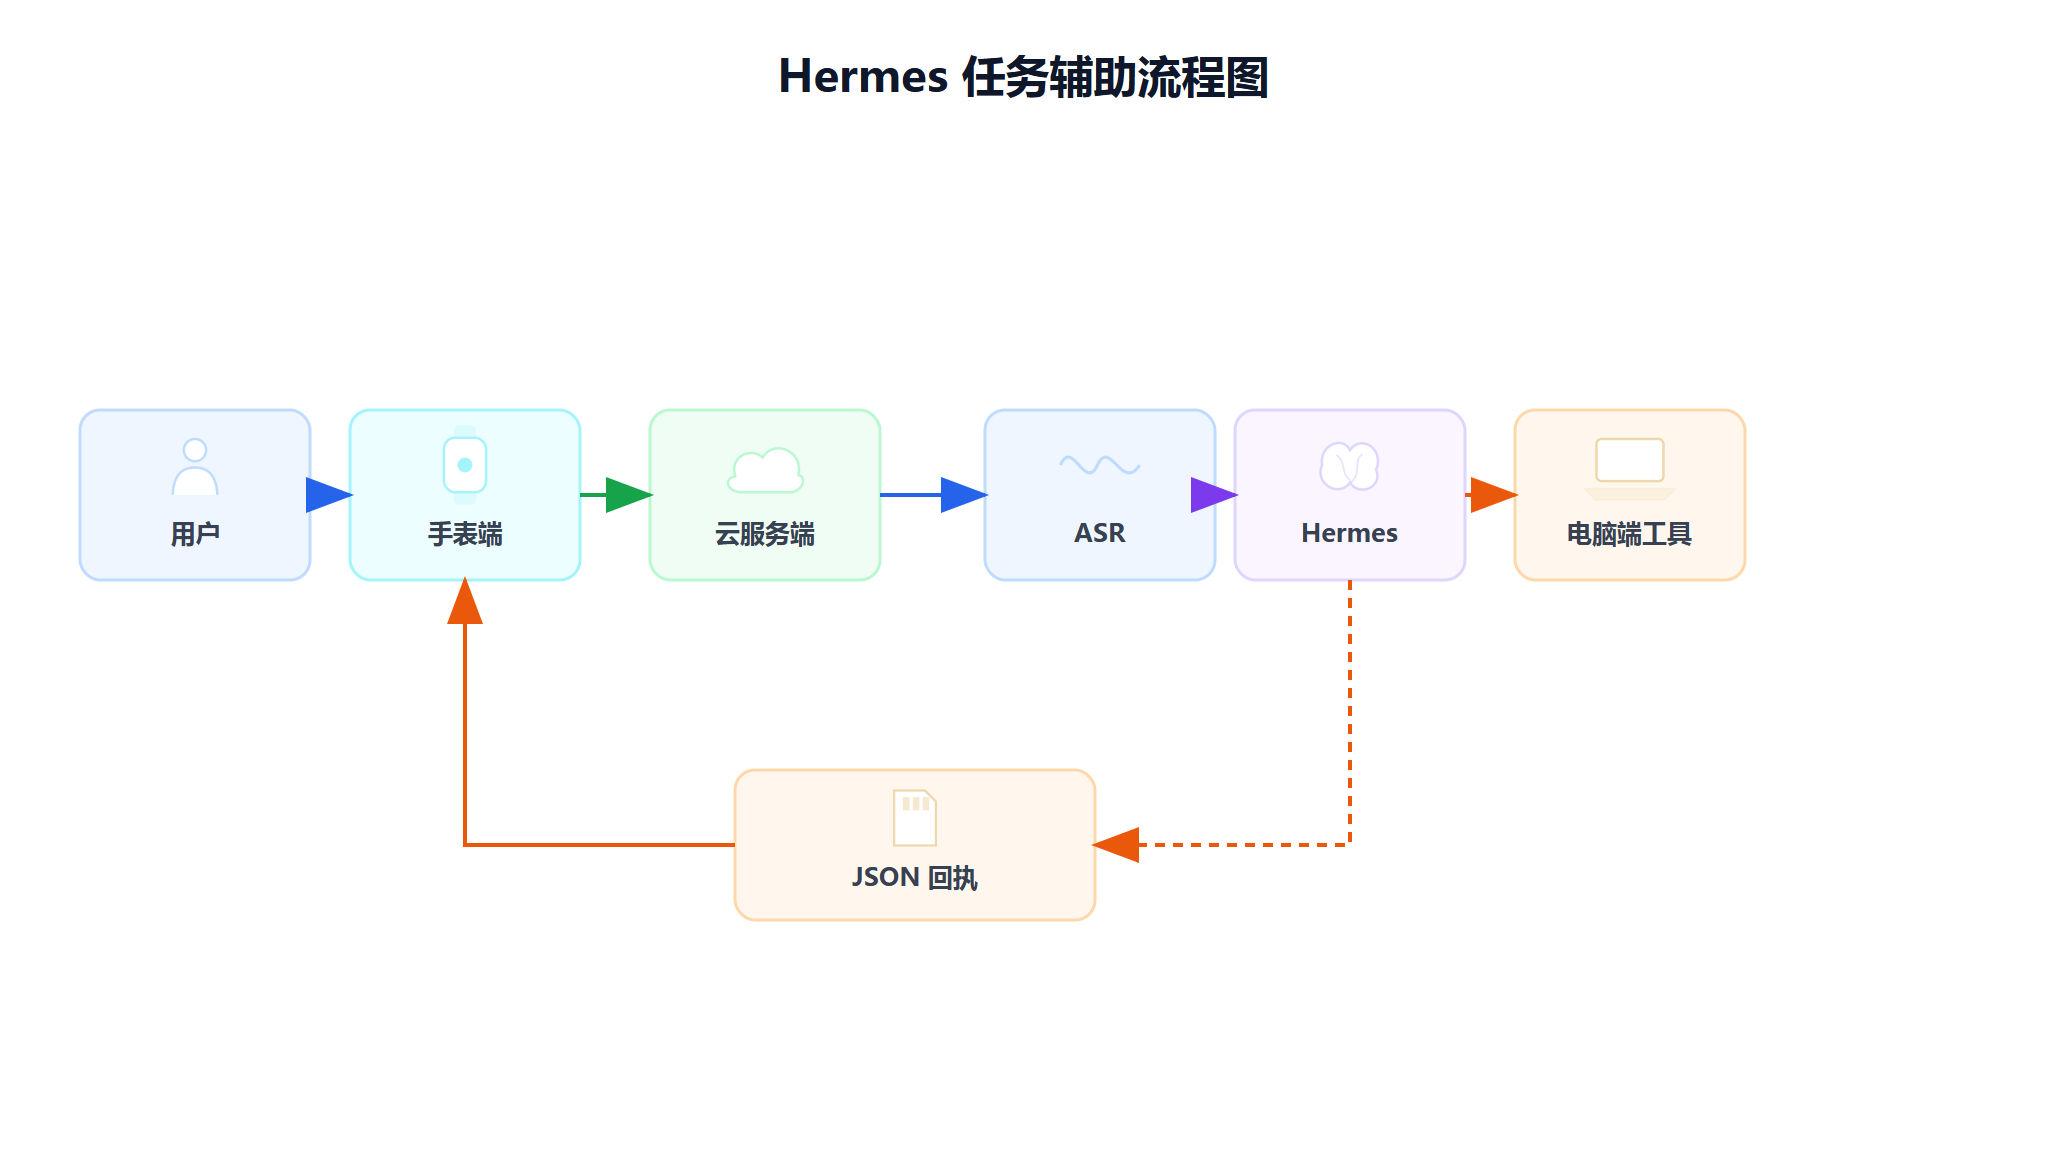 Hermes 任务辅助流程图
用户
手表端
云服务端
ASR
Hermes
电脑端工具
JSON 回执